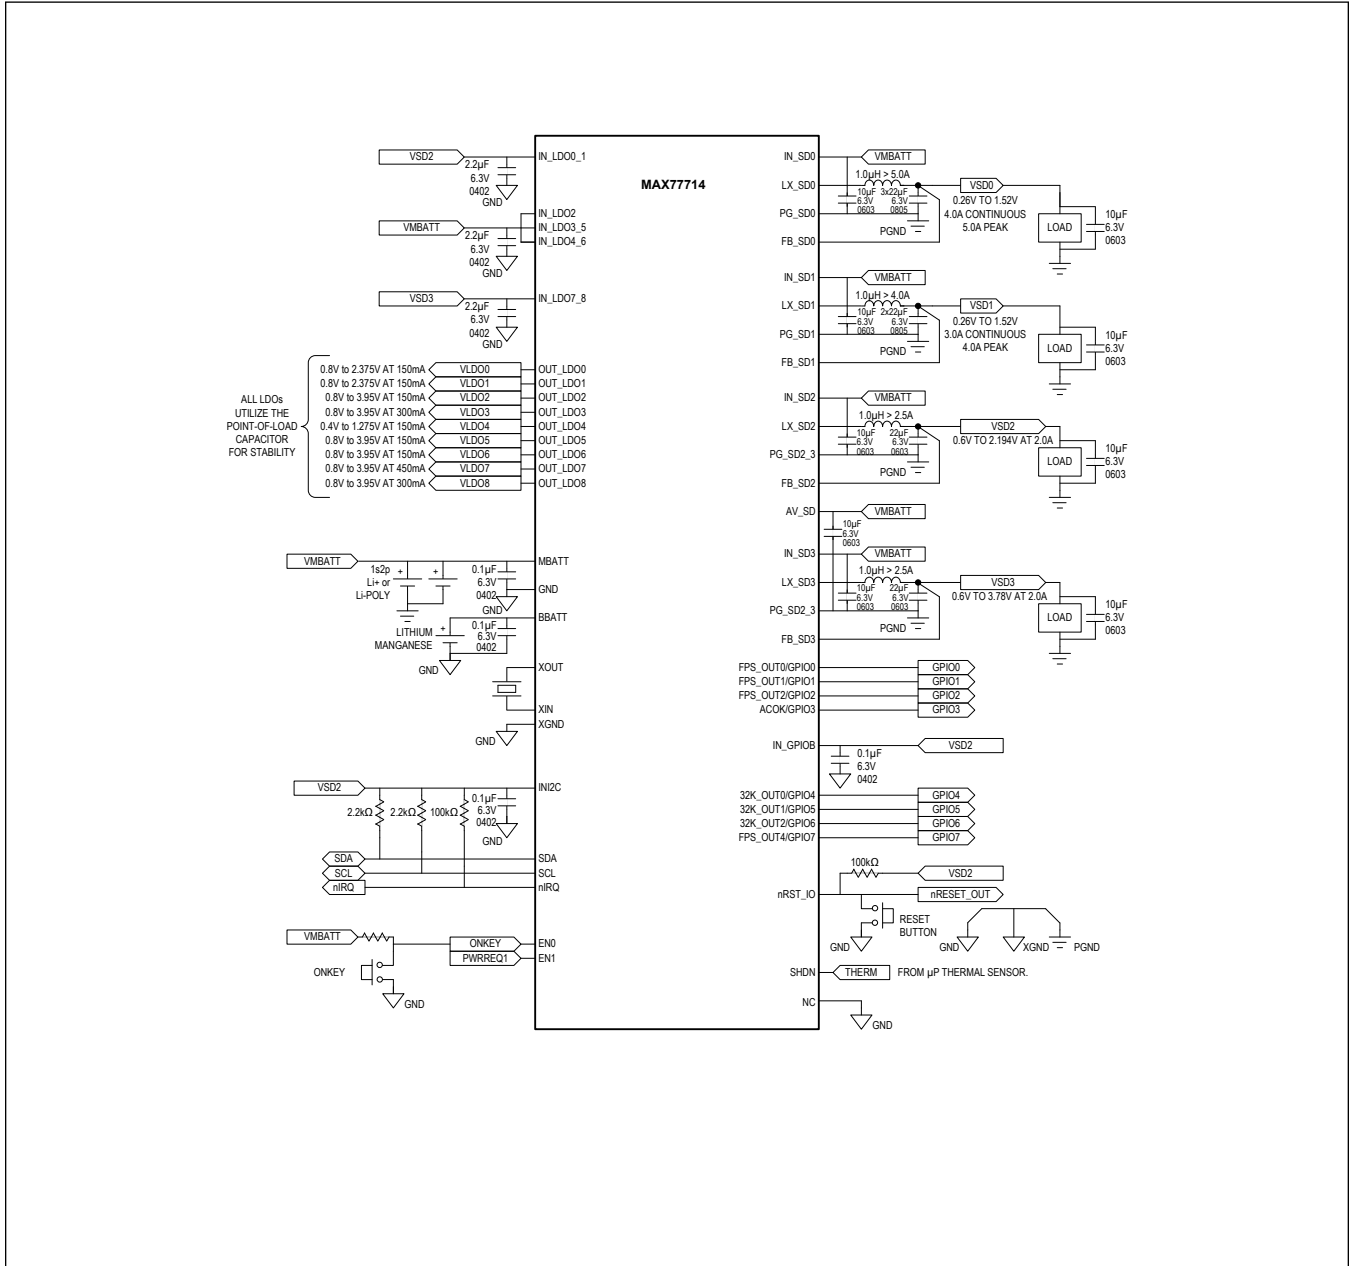 MAX77714
VSD2
2.2µF
6.3V
0402
GND
IN_LDO0_1
VMBATT
IN_LDO2
IN_LDO3_5
IN_LDO4_6
2.2µF
6.3V
0402
GND
VSD3
IN_LDO7_8
2.2µF
6.3V
0402
GND
ALL LDOs
UTILIZE THE
POINT-OF-LOAD
CAPACITOR
FOR STABILITY
0.8V to 2.375V AT 150mA VLDO0 OUT_LDO0
0.8V to 2.375V AT 150mA VLDO1 OUT_LDO1
0.8V to 3.95V AT 150mA VLDO2 OUT_LDO2
0.8V to 3.95V AT 300mA VLDO3 OUT_LDO3
0.4V to 1.275V AT 150mA VLDO4 OUT_LDO4
0.8V to 3.95V AT 150mA VLDO5 OUT_LDO5
0.8V to 3.95V AT 150mA VLDO6 OUT_LDO6
0.8V to 3.95V AT 450mA VLDO7 OUT_LDO7
0.8V to 3.95V AT 300mA VLDO8 OUT_LDO8
VMBATT
MBATT
1s2p
Li+ or
Li-POLY
+
+
0.1µF
6.3V
0402
GND
GND
BBATT
LITHIUM
MANGANESE
+
0.1µF
6.3V
0402
GND
XOUT
XIN
XGND
GND
VSD2
INI2C
2.2kΩ
2.2kΩ
100kΩ
0.1µF
6.3V
0402
GND
SDA SDA
SCL SCL
nIRQ nIRQ
VMBATT
ONKEY EN0
PWRREQ1 EN1
ONKEY
GND
IN_SD0 VMBATT
LX_SD0
1.0µH > 5.0A
10µF
6.3V
0603
3x22µF
6.3V
0805
PG_SD0
PGND
FB_SD0
VSD0
0.26V TO 1.52V
4.0A CONTINUOUS
5.0A PEAK
LOAD
10µF
6.3V
0603
IN_SD1 VMBATT
LX_SD1
1.0µH > 4.0A
10µF
6.3V
0603
2x22µF
6.3V
0805
PG_SD1
PGND
FB_SD1
VSD1
0.26V TO 1.52V
3.0A CONTINUOUS
4.0A PEAK
LOAD
10µF
6.3V
0603
IN_SD2 VMBATT
LX_SD2
1.0µH > 2.5A
10µF
6.3V
0603
22µF
6.3V
0603
PG_SD2_3
PGND
FB_SD2
VSD2
0.6V TO 2.194V AT 2.0A
LOAD
10µF
6.3V
0603
AV_SD VMBATT
10µF
6.3V
0603
IN_SD3 VMBATT
LX_SD3
1.0µH > 2.5A
10µF
6.3V
0603
22µF
6.3V
0603
PG_SD2_3
PGND
FB_SD3
VSD3
0.6V TO 3.78V AT 2.0A
LOAD
10µF
6.3V
0603
FPS_OUT0/GPIO0 GPIO0
FPS_OUT1/GPIO1 GPIO1
FPS_OUT2/GPIO2 GPIO2
ACOK/GPIO3 GPIO3
IN_GPIOB VSD2
0.1µF
6.3V
0402
32K_OUT0/GPIO4 GPIO4
32K_OUT1/GPIO5 GPIO5
32K_OUT2/GPIO6 GPIO6
FPS_OUT4/GPIO7 GPIO7
100kΩ
VSD2
nRST_IO nRESET_OUT
RESET
BUTTON
GND
GND XGND PGND
SHDN THERM FROM µP THERMAL SENSOR.
NC
GND